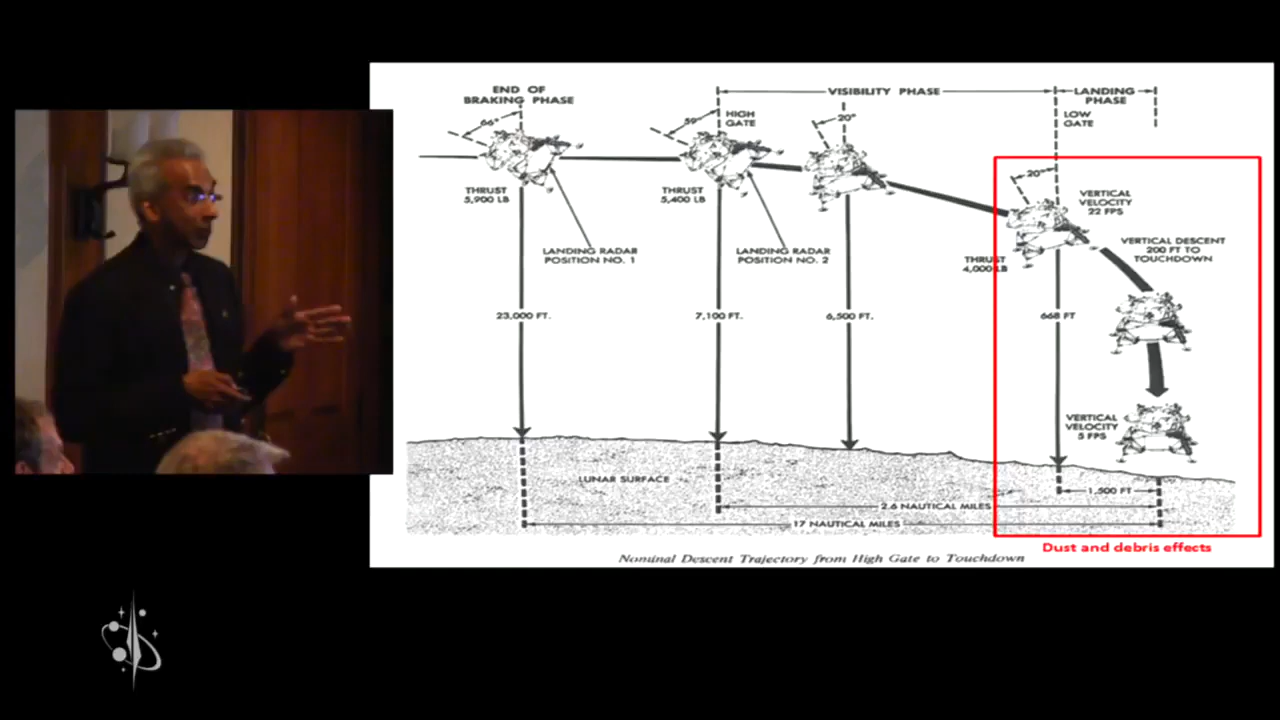 END OF
BRAKING PHASE
VISIBILITY PHASE
LANDING
PHASE
HIGH
GATE
LOW
GATE
66°
59°
20°
20°
THRUST
5,900 LB
THRUST
5,400 LB
VERTICAL
VELOCITY
22 FPS
LANDING RADAR
POSITION NO. 1
LANDING RADAR
POSITION NO. 2
THRUST
4,000 LB
VERTICAL DESCENT
200 FT TO
TOUCHDOWN
23,000 FT.
7,100 FT.
6,500 FT.
668 FT
VERTICAL
VELOCITY
5 FPS
LUNAR SURFACE
1,500 FT
2.6 NAUTICAL MILES
17 NAUTICAL MILES
Dust and debris effects
Nominal Descent Trajectory from High Gate to Touchdown